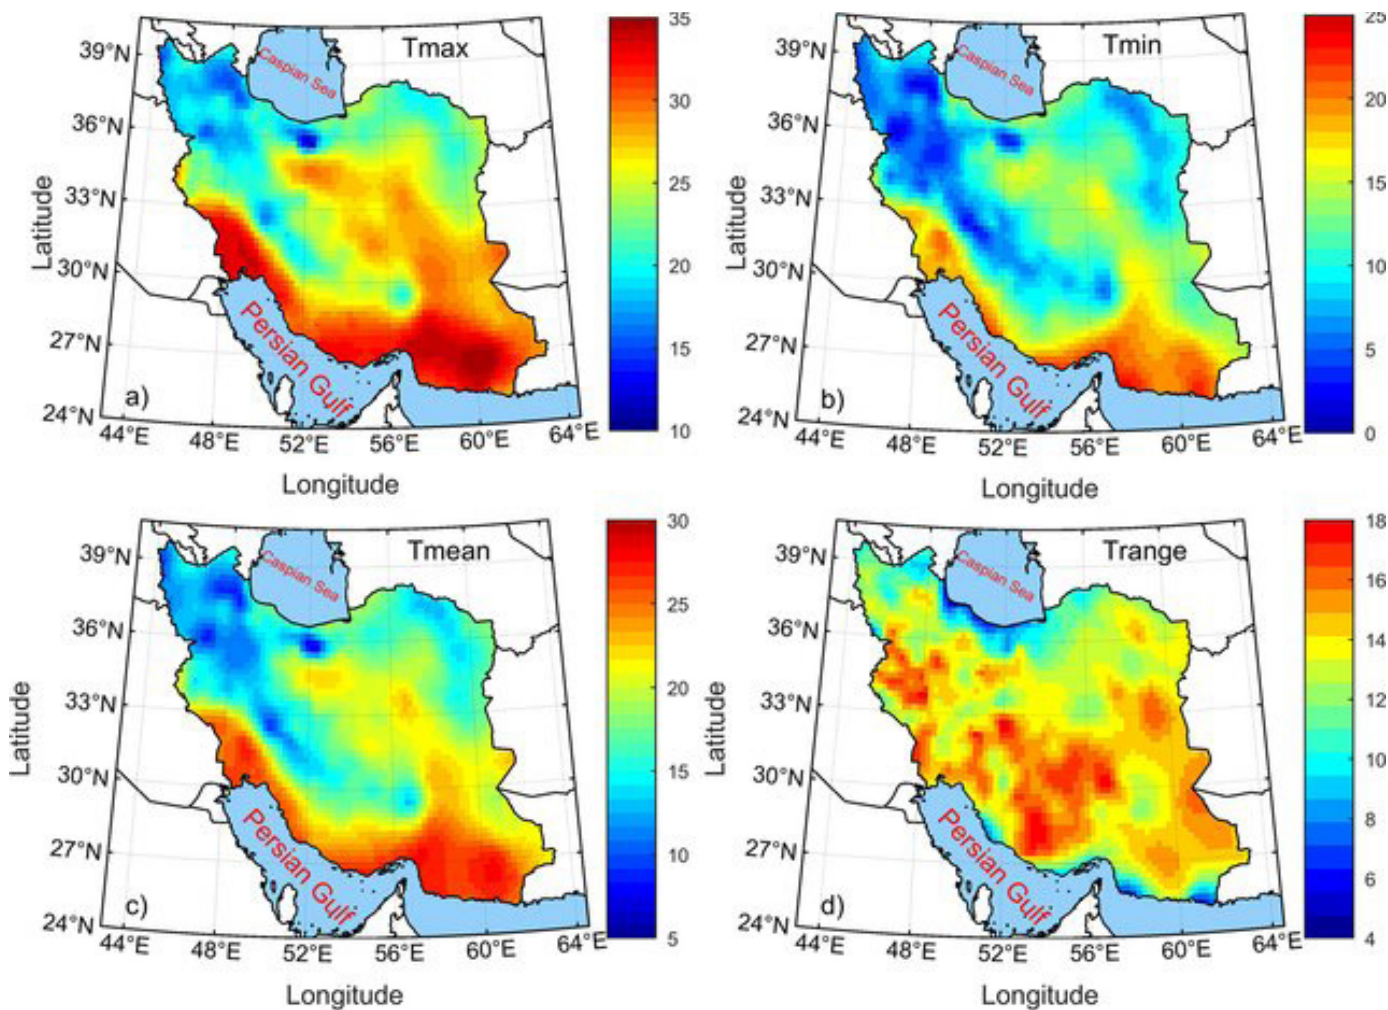 Tmax
Caspian Sea
Persian Gulf
a)
39°N
36°N
33°N
30°N
27°N
24°N
44°E
48°E
52°E
56°E
60°E
64°E
Latitude
Longitude
35
30
25
20
15
10
Tmin
Caspian Sea
Persian Gulf
b)
39°N
36°N
33°N
30°N
27°N
24°N
44°E
48°E
52°E
56°E
60°E
64°E
Latitude
Longitude
25
20
15
10
5
0
Tmean
Caspian Sea
Persian Gulf
c)
39°N
36°N
33°N
30°N
27°N
24°N
44°E
48°E
52°E
56°E
60°E
64°E
Latitude
Longitude
30
25
20
15
10
5
Trange
Caspian Sea
Persian Gulf
d)
39°N
36°N
33°N
30°N
27°N
24°N
44°E
48°E
52°E
56°E
60°E
64°E
Latitude
Longitude
18
16
14
12
10
8
6
4